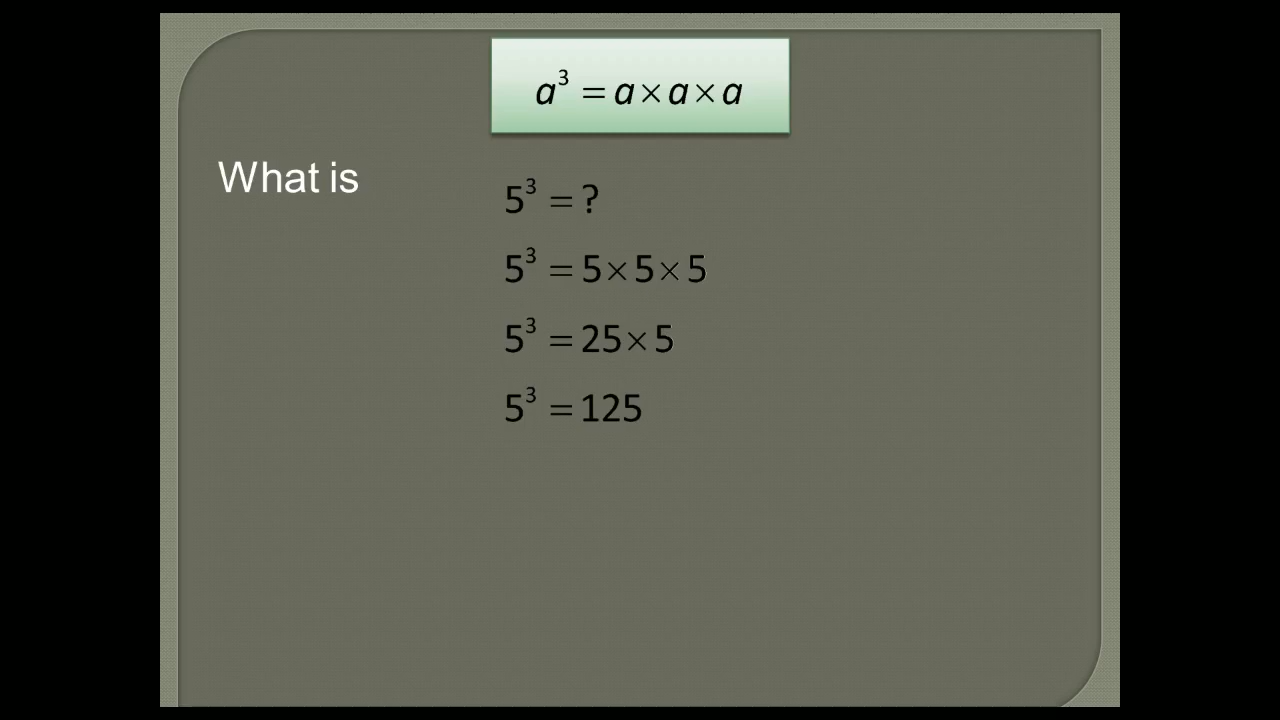 a³ = a × a × a
What is
5³ = ?
5³ = 5 × 5 × 5
5³ = 25 × 5
5³ = 125